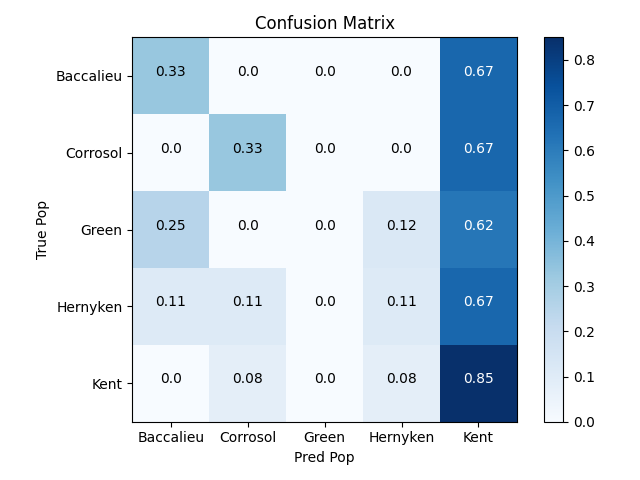 Confusion Matrix
True Pop
Baccalieu 0.33 0.0 0.0 0.0 0.67
Corrosol 0.0 0.33 0.0 0.0 0.67
Green 0.25 0.0 0.0 0.12 0.62
Hernyken 0.11 0.11 0.0 0.11 0.67
Kent 0.0 0.08 0.0 0.08 0.85
Baccalieu Corrosol Green Hernyken Kent
Pred Pop
0.8
0.7
0.6
0.5
0.4
0.3
0.2
0.1
0.0